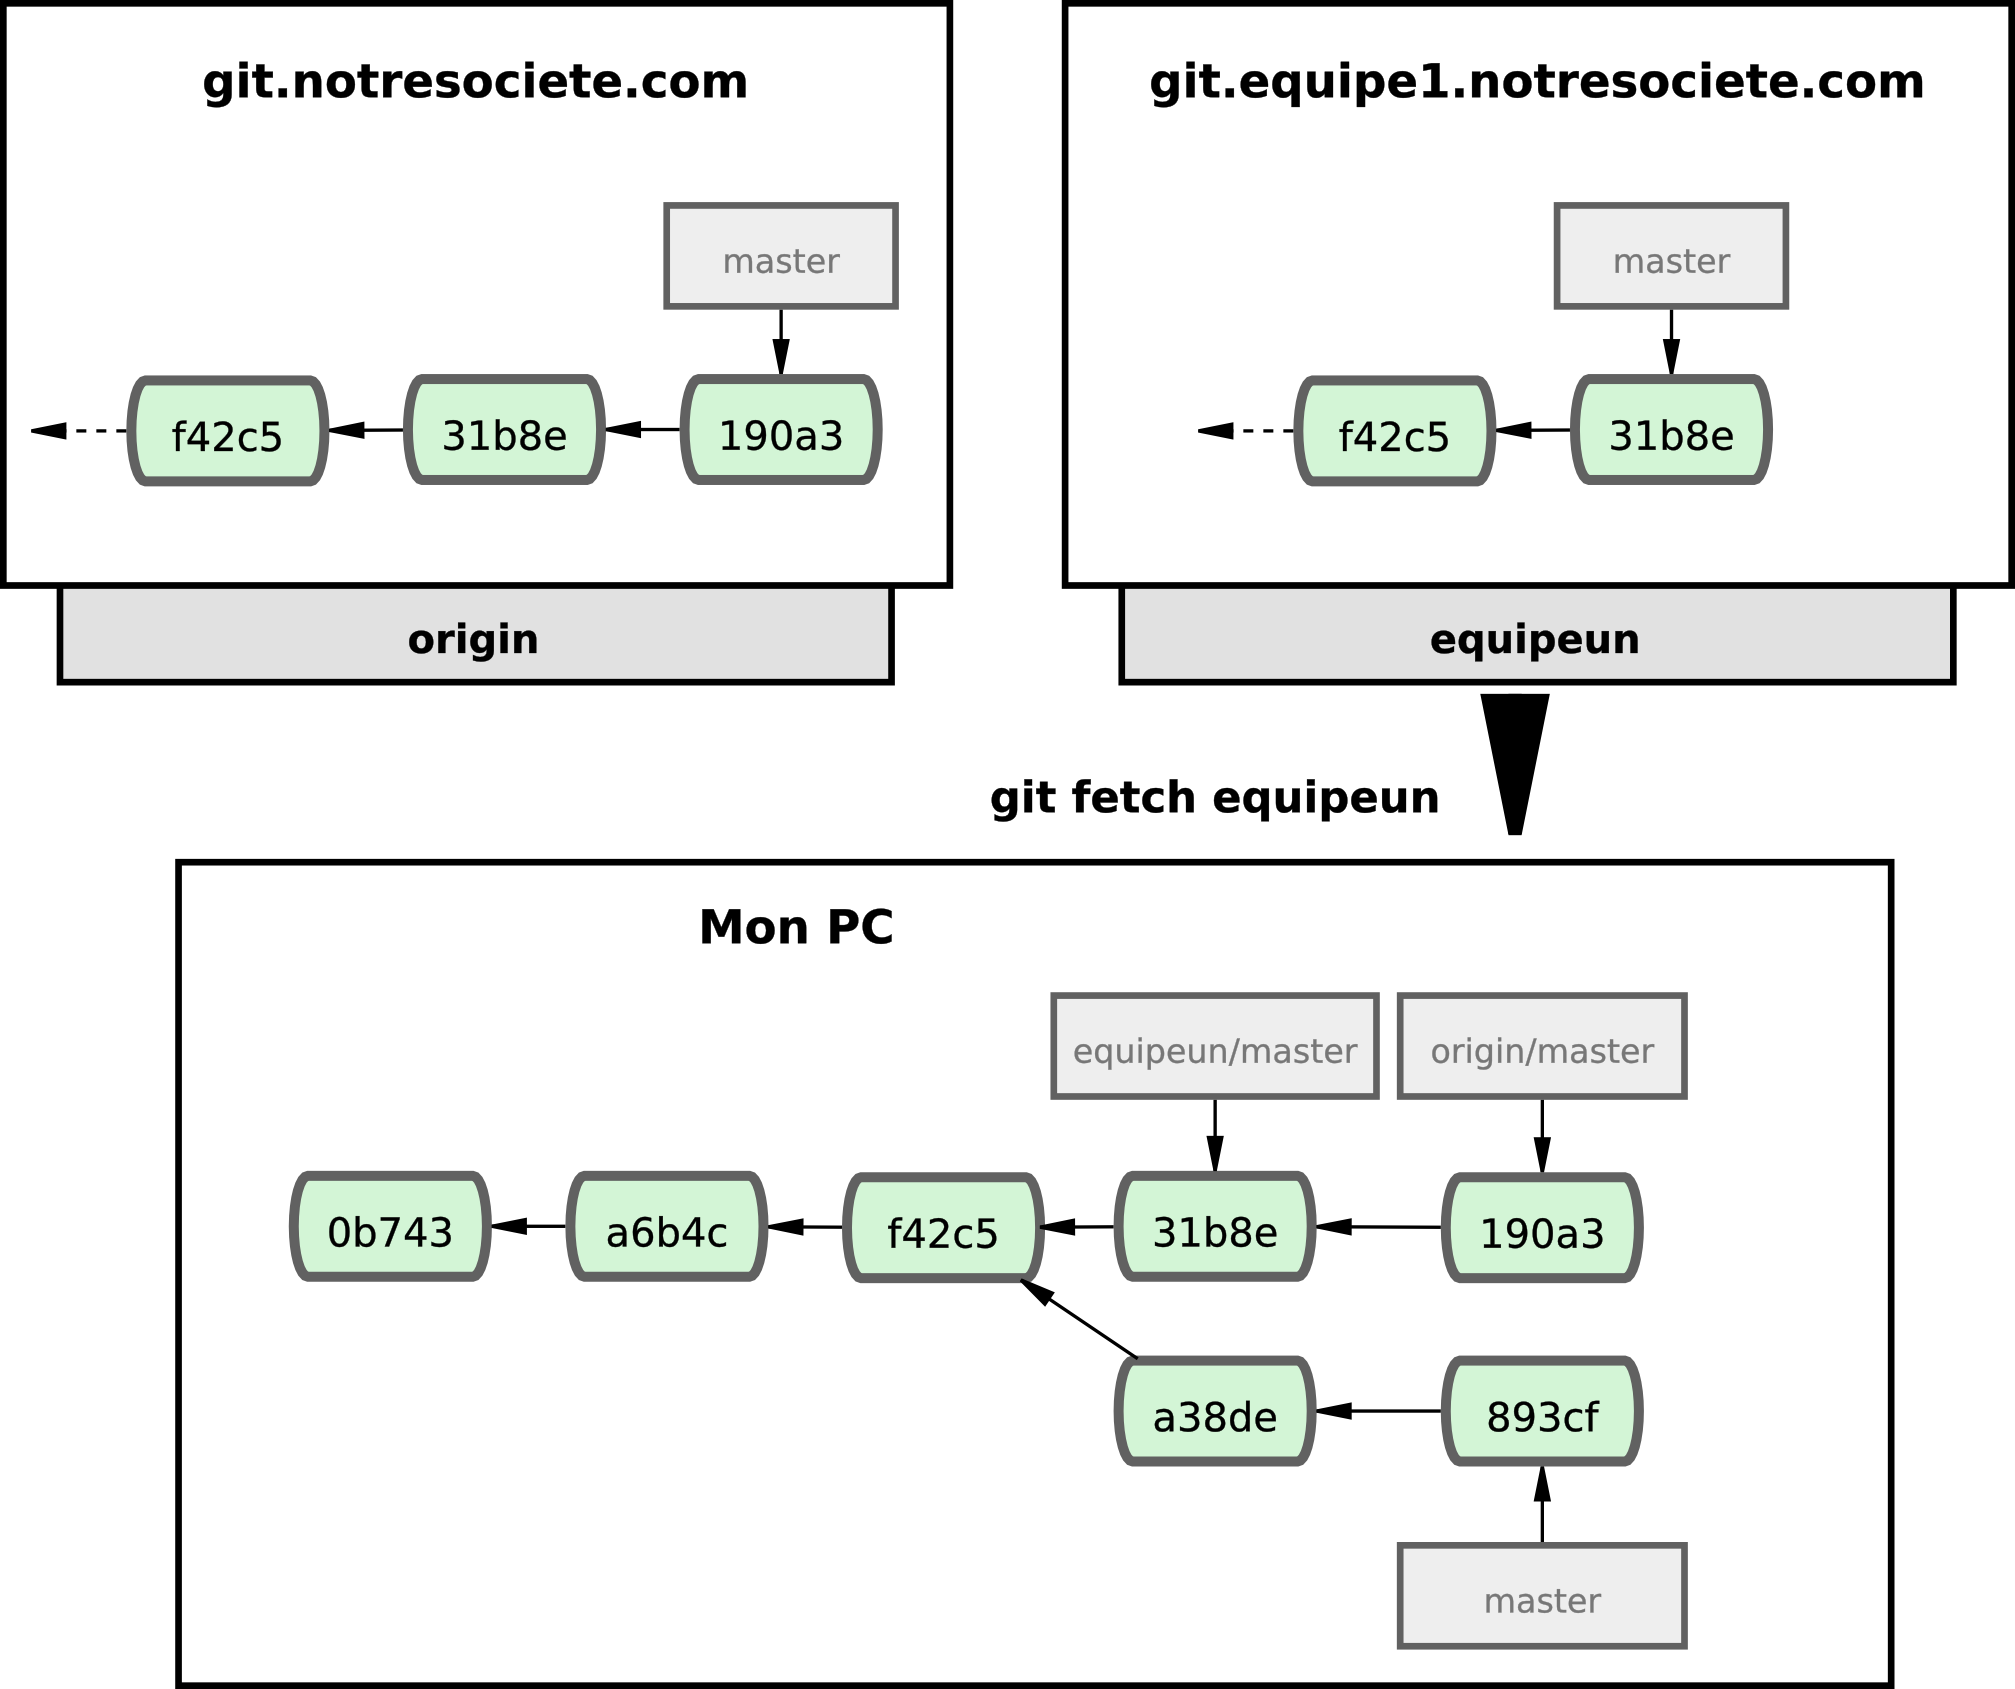 git.notresociete.com
master
f42c5
31b8e
190a3
origin
git.equipe1.notresociete.com
master
f42c5
31b8e
equipeun
git fetch equipeun
Mon PC
equipeun/master
origin/master
0b743
a6b4c
f42c5
31b8e
190a3
a38de
893cf
master